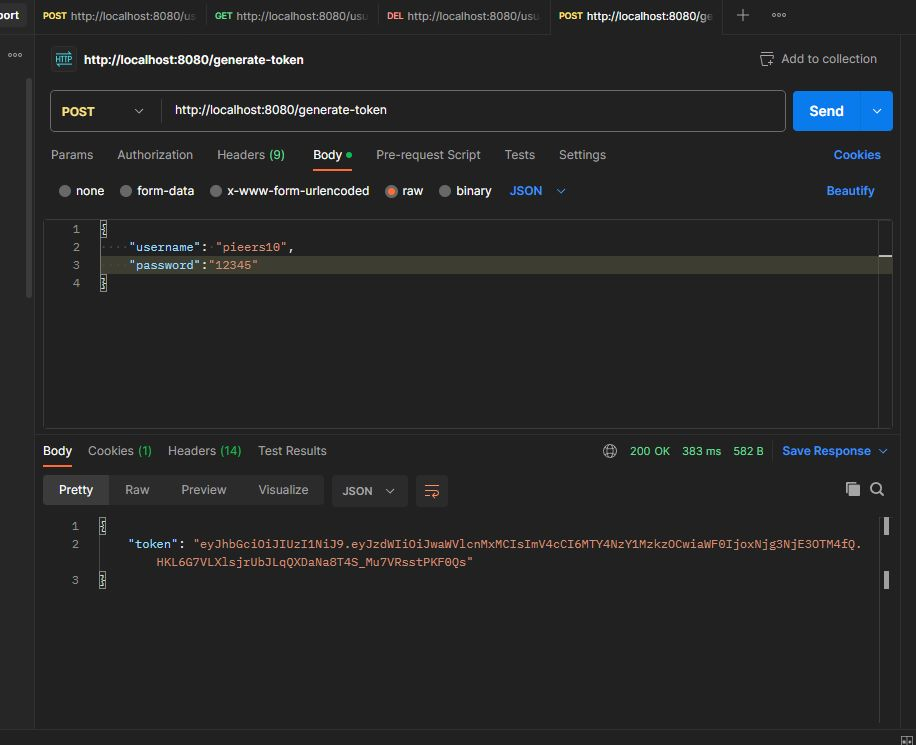 port POST http://localhost:8080/us GET http://localhost:8080/usu DEL http://localhost:8080/usu POST http://localhost:8080/ge
HTTP http://localhost:8080/generate-token Add to collection
POST http://localhost:8080/generate-token Send
Params Authorization Headers (9) Body Pre-request Script Tests Settings Cookies
none form-data x-www-form-urlencoded raw binary JSON Beautify
1 {
2 "username": "pieers10",
3 "password":"12345"
4 }
Body Cookies (1) Headers (14) Test Results 200 OK 383 ms 582 B Save Response
Pretty Raw Preview Visualize JSON
1 {
2 "token": "eyJhbGciOiJIUzI1NiJ9.eyJzdWIiOiJwaWVlcnMxMCIsImV4cCI6MTY4NzY1MzkzOCwiaWF0IjoxNjg3NjE3OTM4fQ.
HKL6G7VLXlsjrUbJLqQXDaNa8T4S_Mu7VRsstPKF0Qs"
3 }